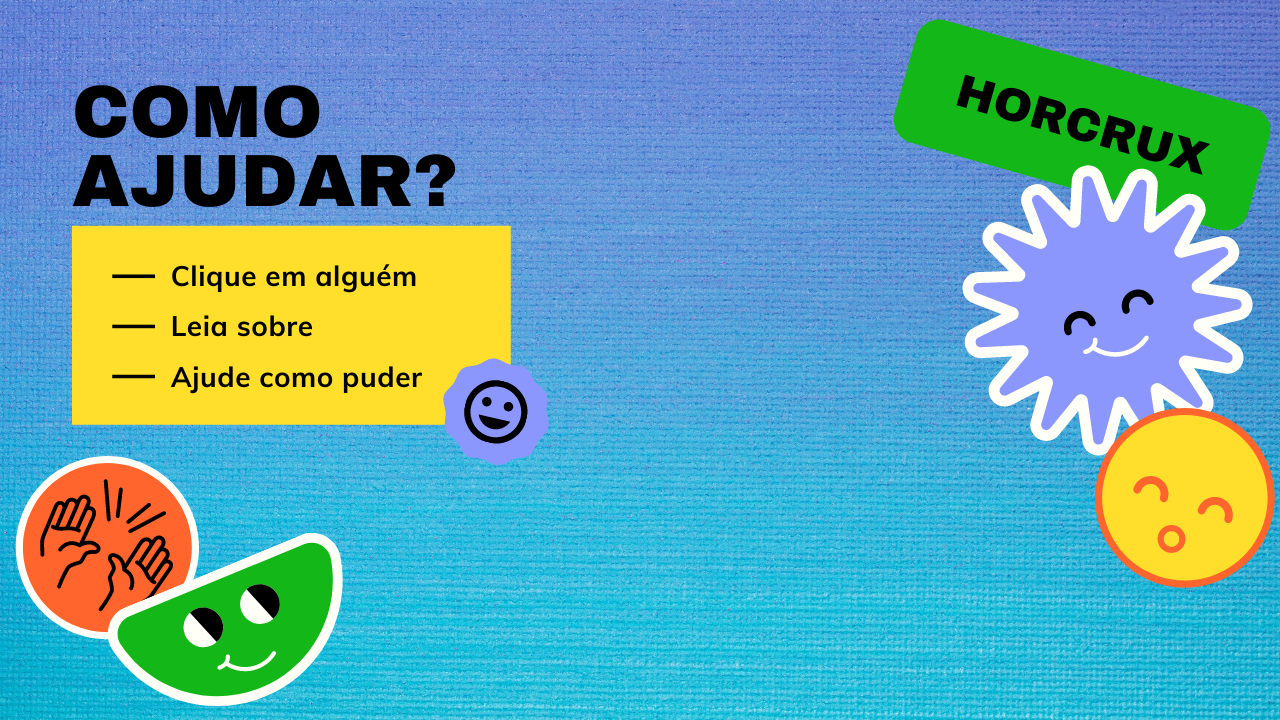 COMO
AJUDAR?
HORCRUX
Clique em alguém
Leia sobre
Ajude como puder